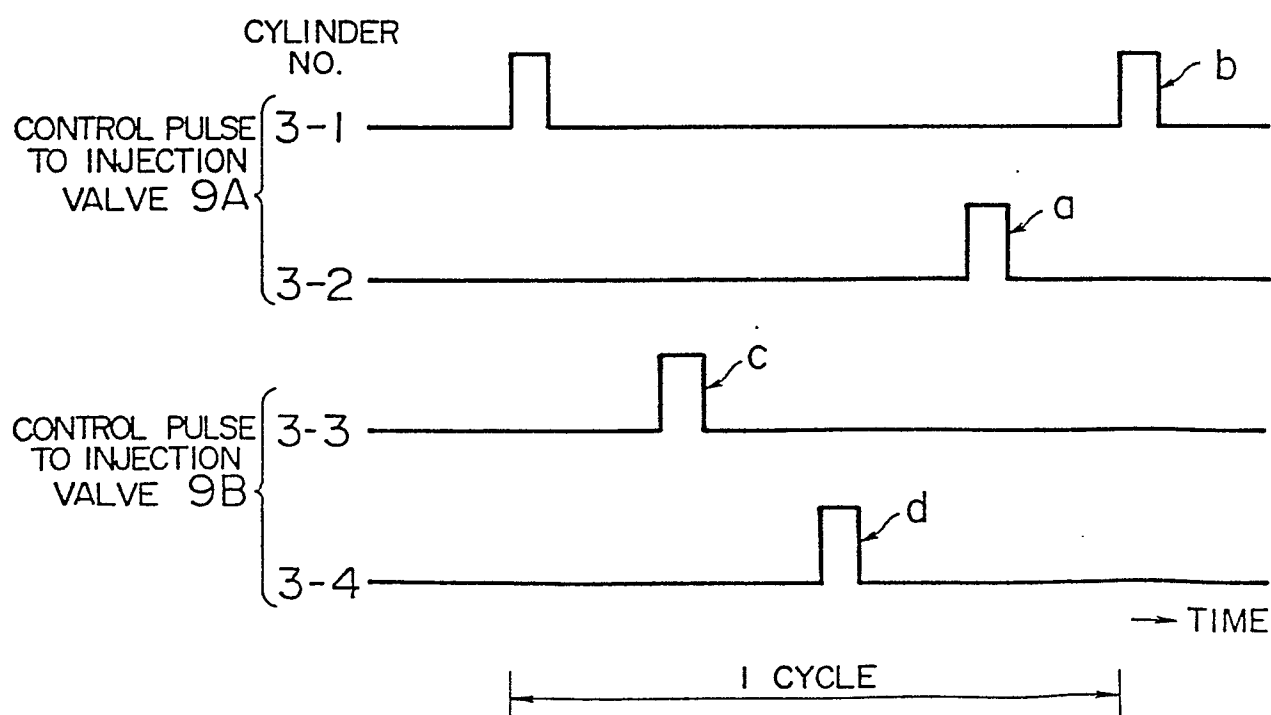 CYLINDER
NO.
b
CONTROL PULSE
TO INJECTION
VALVE 9A
3-1
a
3-2
c
CONTROL PULSE
TO INJECTION
VALVE 9B
3-3
d
3-4
TIME
1 CYCLE